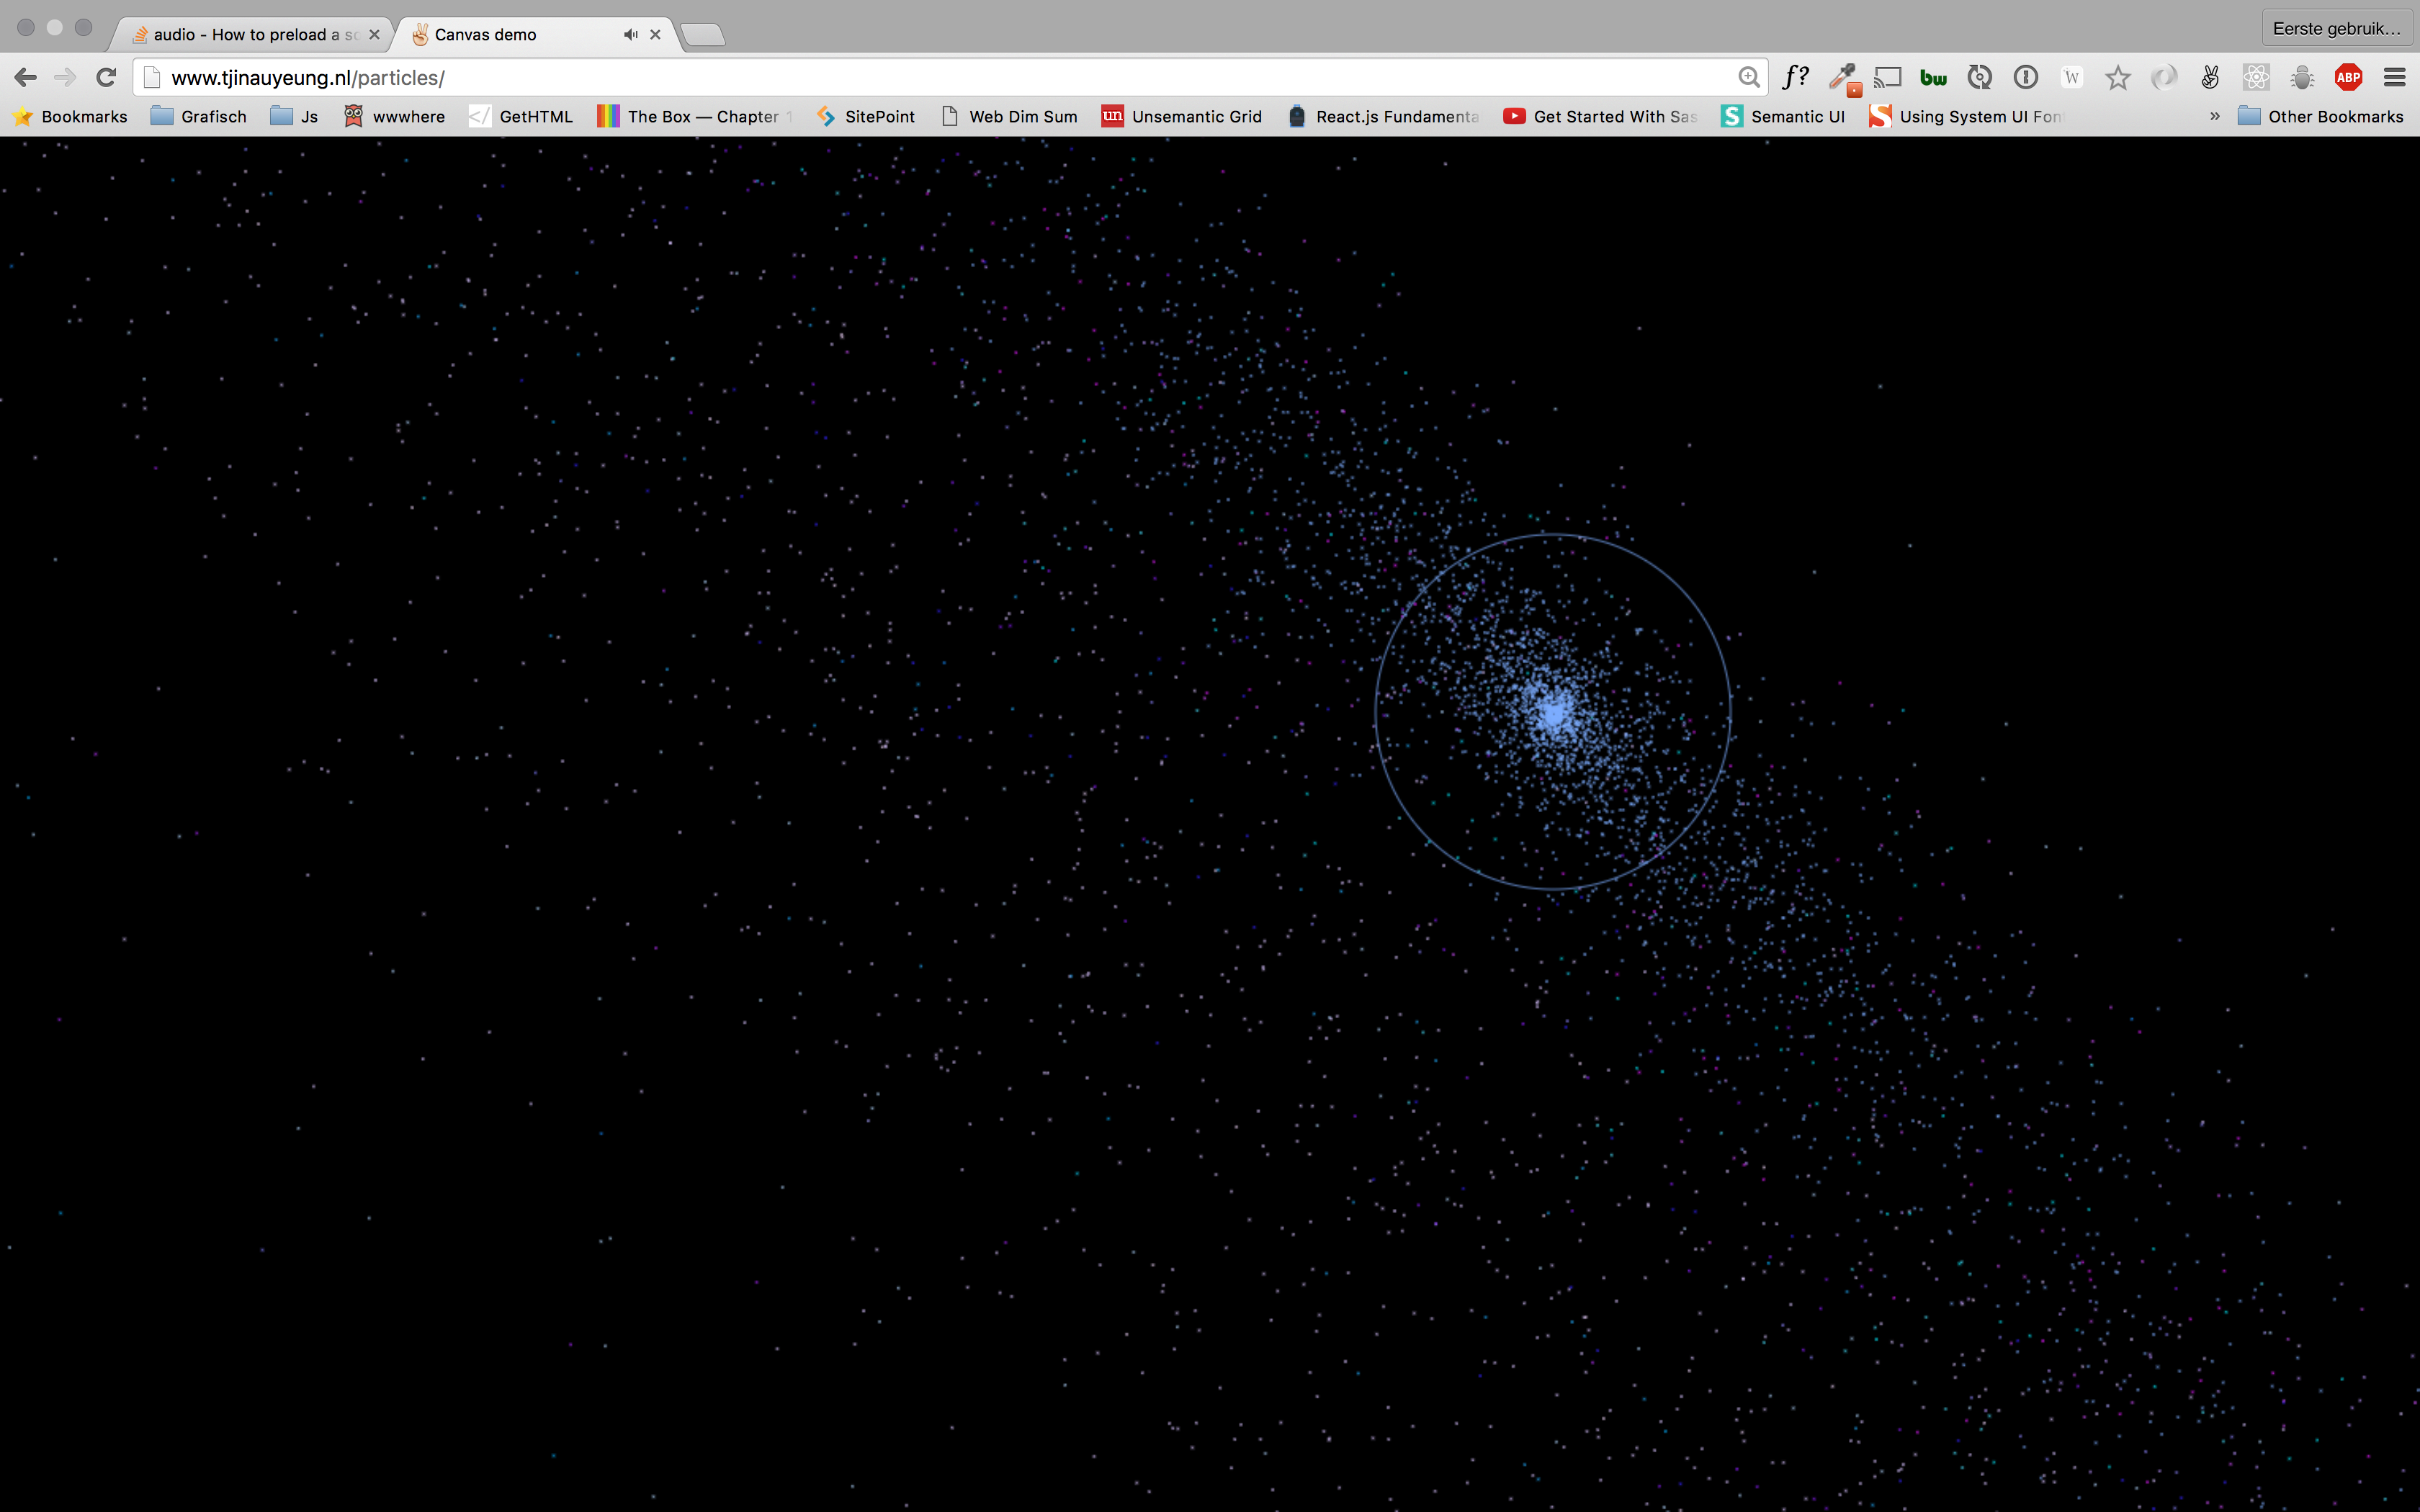 audio - How to preload a so
Canvas demo
Eerste gebruik...
www.tjinauyeung.nl/particles/
f? bw W ABP
Bookmarks Grafisch Js wwwhere GetHTML The Box — Chapter 1 SitePoint Web Dim Sum un Unsemantic Grid React.js Fundamenta Get Started With Sas S Semantic UI S Using System UI Fon » Other Bookmarks